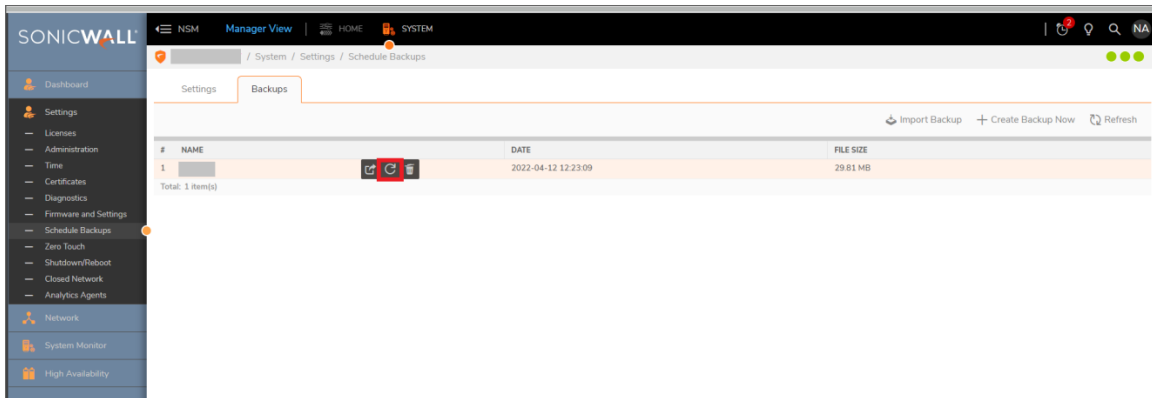 SONICWALL
NSM Manager View HOME SYSTEM 2 NA
/ System / Settings / Schedule Backups
Dashboard
Settings
Licenses
Administration
Time
Certificates
Diagnostics
Firmware and Settings
Schedule Backups
Zero Touch
Shutdown/Reboot
Closed Network
Analytics Agents
Network
System Monitor
High Availability
Settings Backups
Import Backup Create Backup Now Refresh
# NAME DATE FILE SIZE
1 2022-04-12 12:23:09 29.81 MB
Total: 1 item(s)